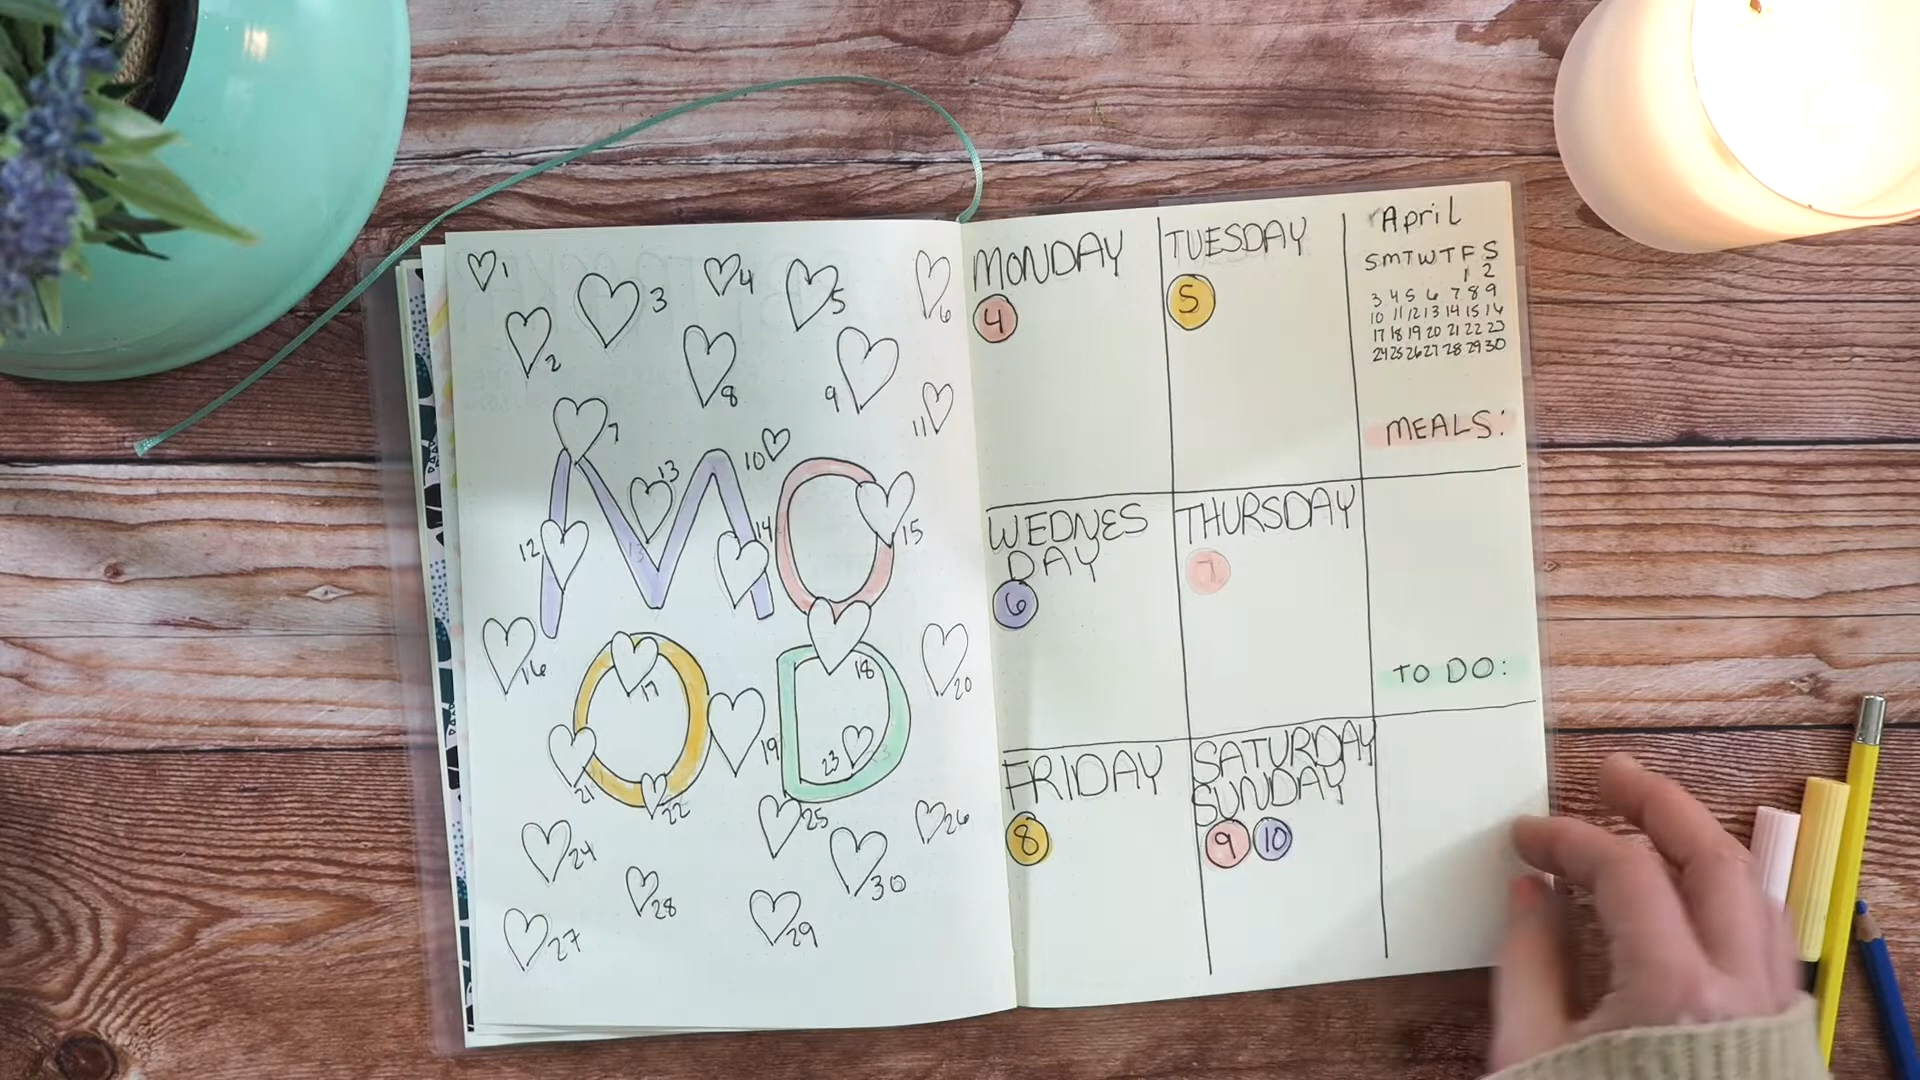 1
2
3
4
5
6
7
8
9
10
11
12
13
14
15
MO
16
17
18
19
20
OD
21
22
23
24
25
26
27
28
29
30
MONDAY
4
TUESDAY
5
WEDNES
DAY
6
THURSDAY
7
FRIDAY
8
SATURDAY
SUNDAY
9 10
April
S M T W T F S
1 2
3 4 5 6 7 8 9
10 11 12 13 14 15 16
17 18 19 20 21 22 23
24 25 26 27 28 29 30
MEALS:
TO DO: